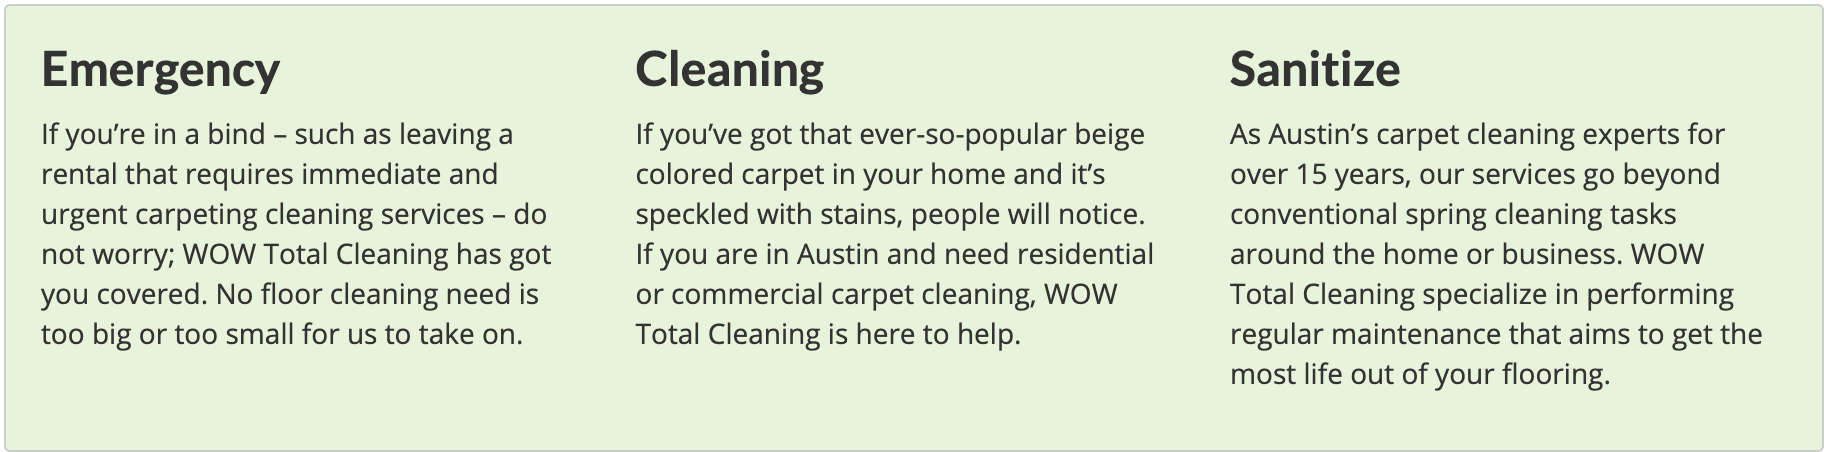 Emergency
If you’re in a bind – such as leaving a
rental that requires immediate and
urgent carpeting cleaning services – do
not worry; WOW Total Cleaning has got
you covered. No floor cleaning need is
too big or too small for us to take on.
Cleaning
If you’ve got that ever-so-popular beige
colored carpet in your home and it’s
speckled with stains, people will notice.
If you are in Austin and need residential
or commercial carpet cleaning, WOW
Total Cleaning is here to help.
Sanitize
As Austin’s carpet cleaning experts for
over 15 years, our services go beyond
conventional spring cleaning tasks
around the home or business. WOW
Total Cleaning specialize in performing
regular maintenance that aims to get the
most life out of your flooring.